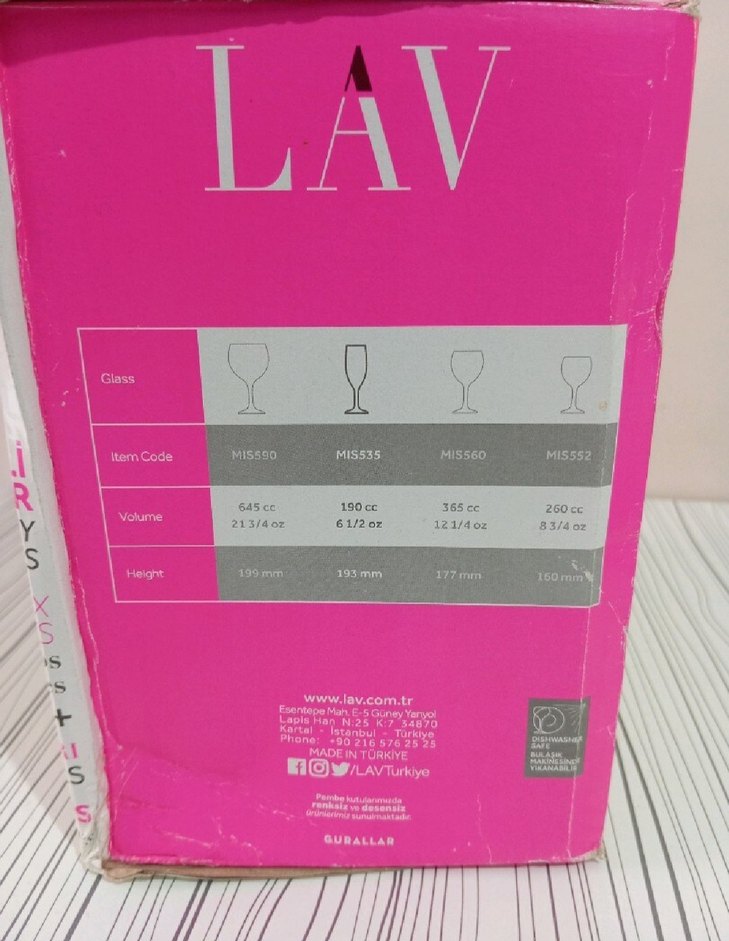 LAV
Glass
Item Code MIS590 MIS535 MIS560 MIS552
Volume
645 cc 190 cc 365 cc 260 cc
21 3/4 oz 6 1/2 oz 12 1/4 oz 8 3/4 oz
Height 199 mm 193 mm 177 mm 160 mm
www.lav.com.tr
Esentepe Mah. E-5 Güney Yanyol
Lapis Han N:25 K:7 34870
Kartal - İstanbul - Türkiye
Phone: +90 216 576 25 25
MADE IN TÜRKİYE
/LAVTurkiye
Pembe kutularımızda
renksiz ve desensiz
ürünlerimiz sunulmaktadır.
GURALLAR
DISHWASHER
SAFE
BULAŞIK
MAKİNESİNDE
YIKANABİLİR